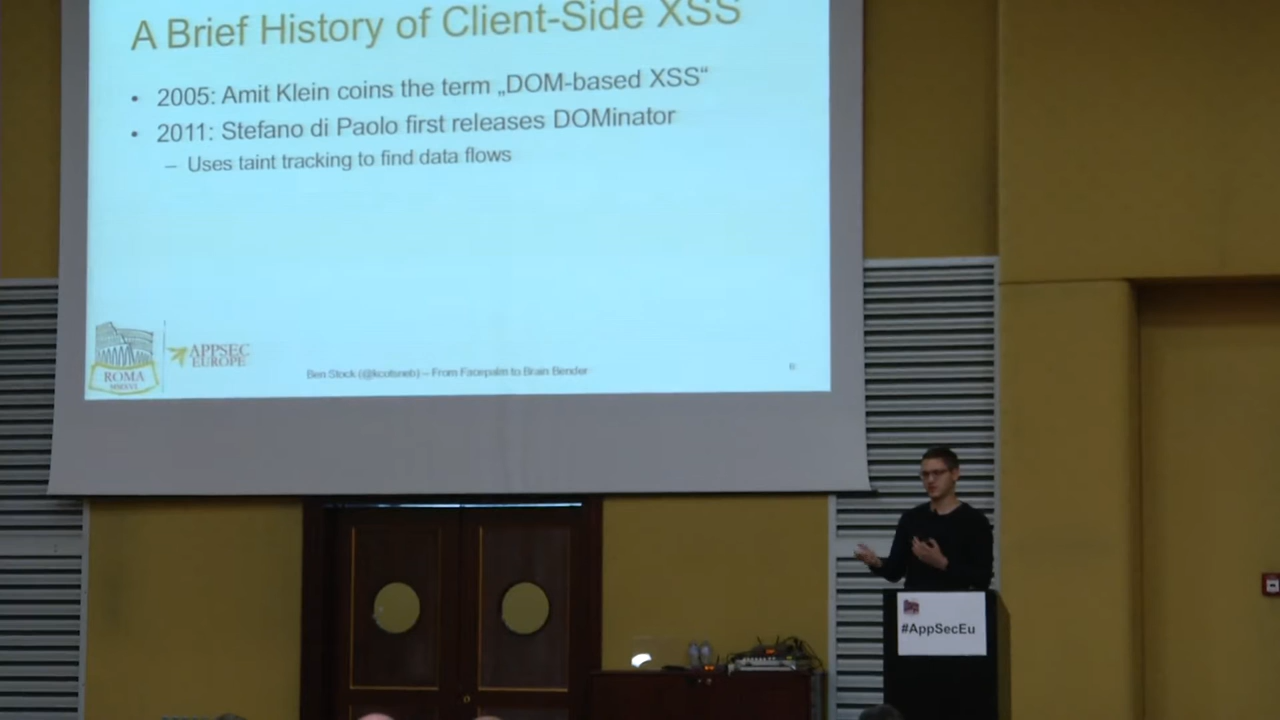 A Brief History of Client-Side XSS
• 2005: Amit Klein coins the term „DOM-based XSS“
• 2011: Stefano di Paolo first releases DOMinator
– Uses taint tracking to find data flows
ROMA
MMXVI
APPSEC
EUROPE
Ben Stock (@kcotsneb) – From Facepalm to Brain Bender
6
#AppSecEu